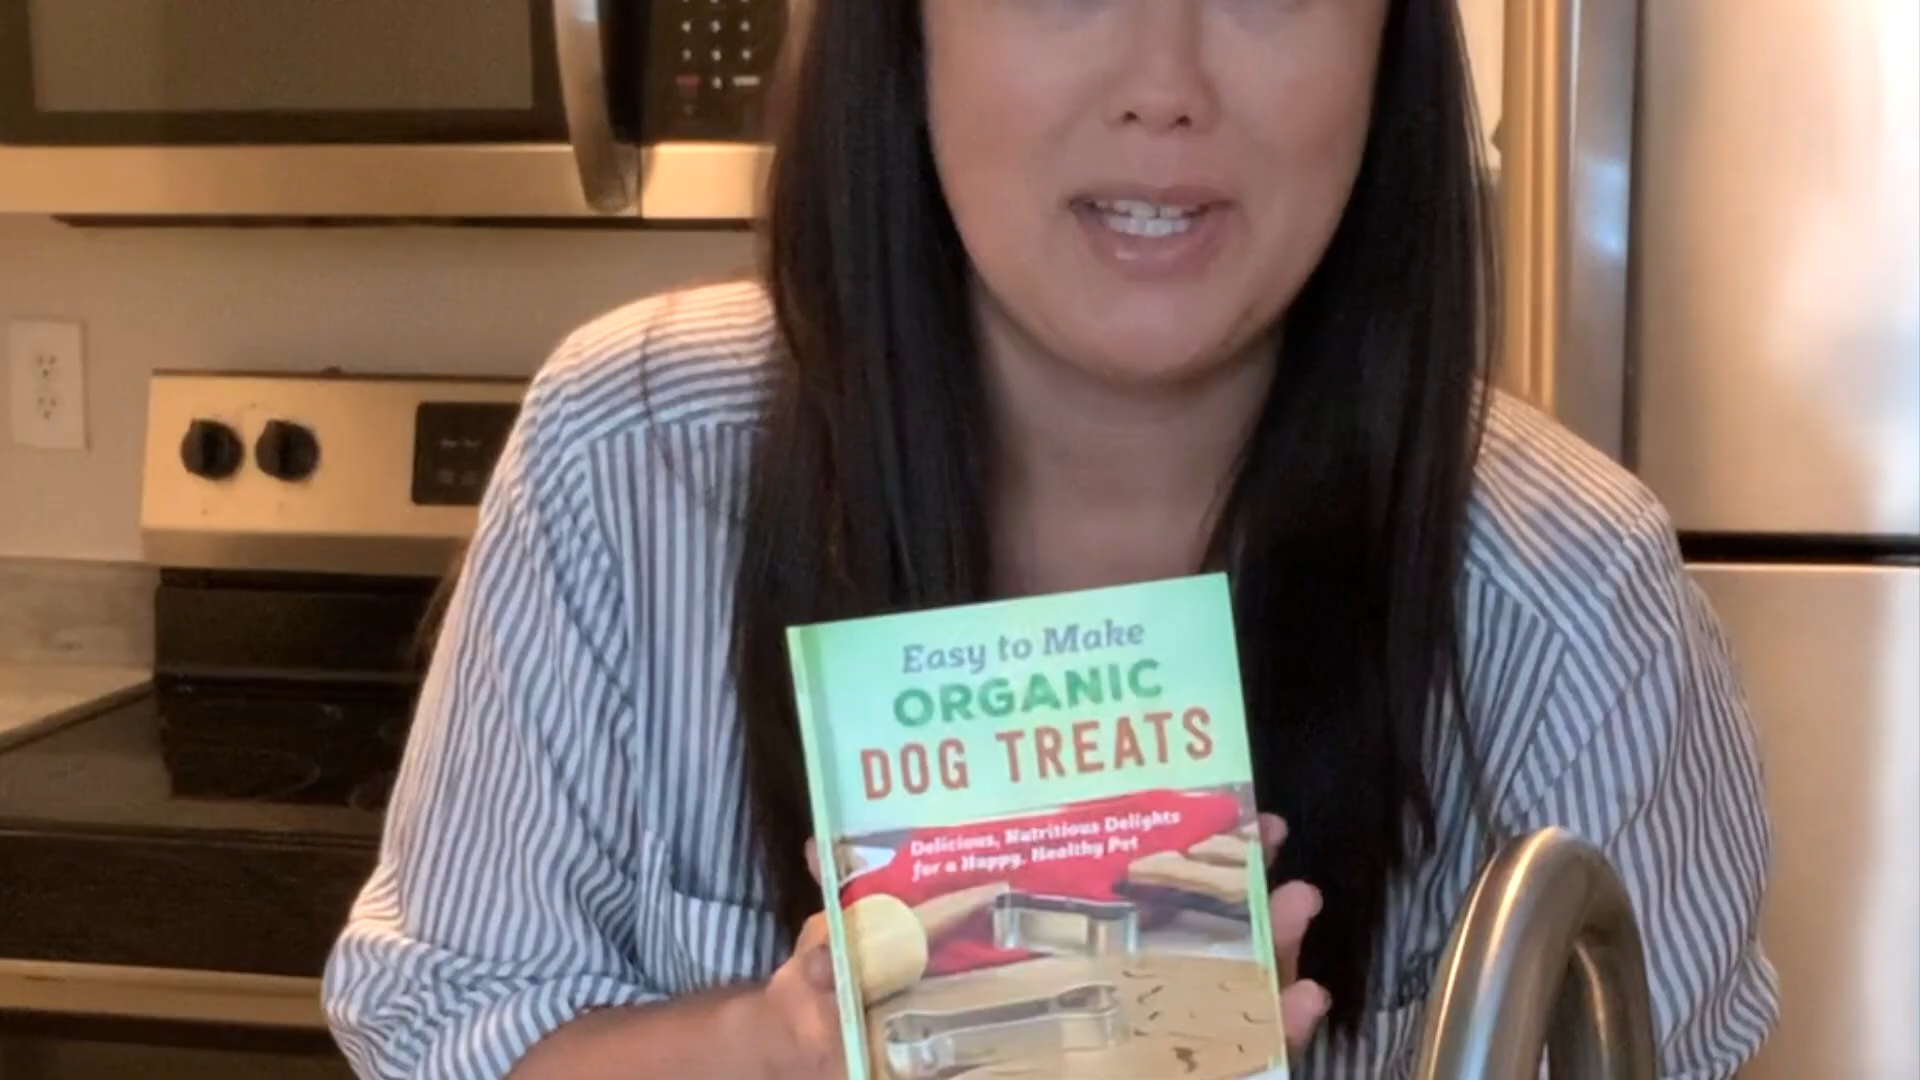 Easy to Make
ORGANIC
DOG TREATS
Delicious, Nutritious Delights
for a Happy, Healthy Pet